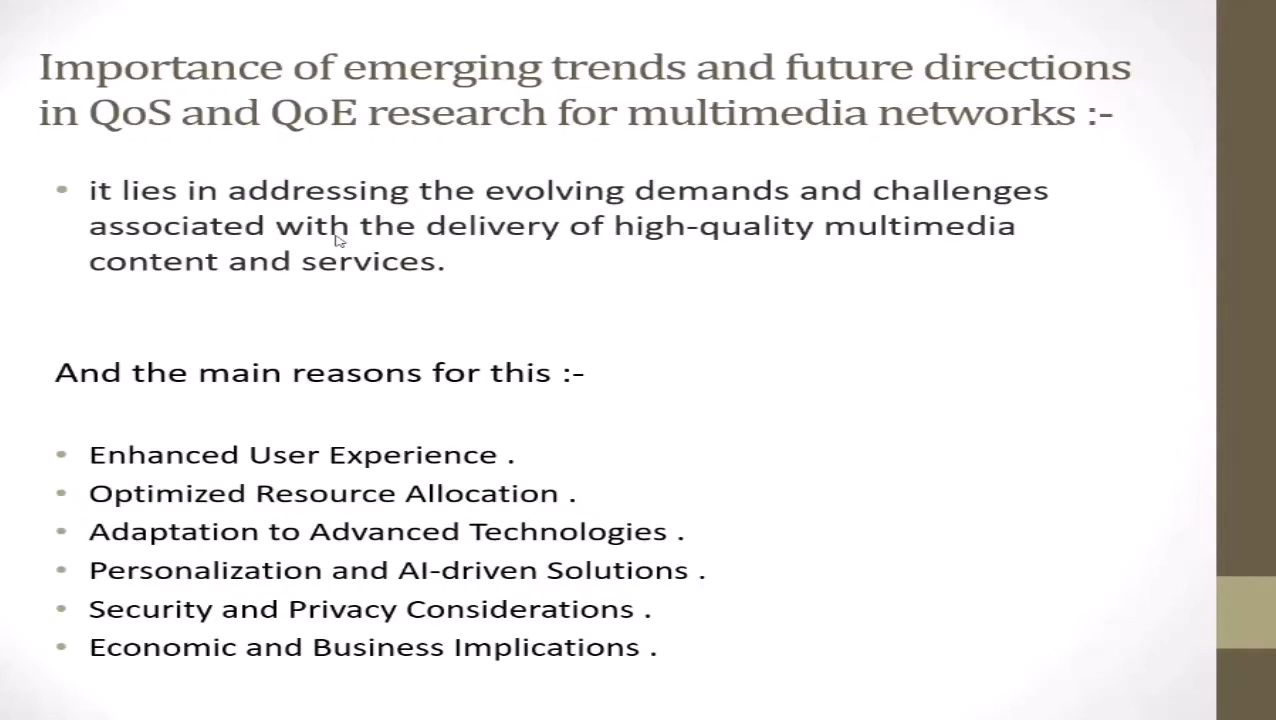 Importance of emerging trends and future directions
in QoS and QoE research for multimedia networks :-
• it lies in addressing the evolving demands and challenges
associated with the delivery of high-quality multimedia
content and services.
And the main reasons for this :-
• Enhanced User Experience .
• Optimized Resource Allocation .
• Adaptation to Advanced Technologies .
• Personalization and AI-driven Solutions .
• Security and Privacy Considerations .
• Economic and Business Implications .